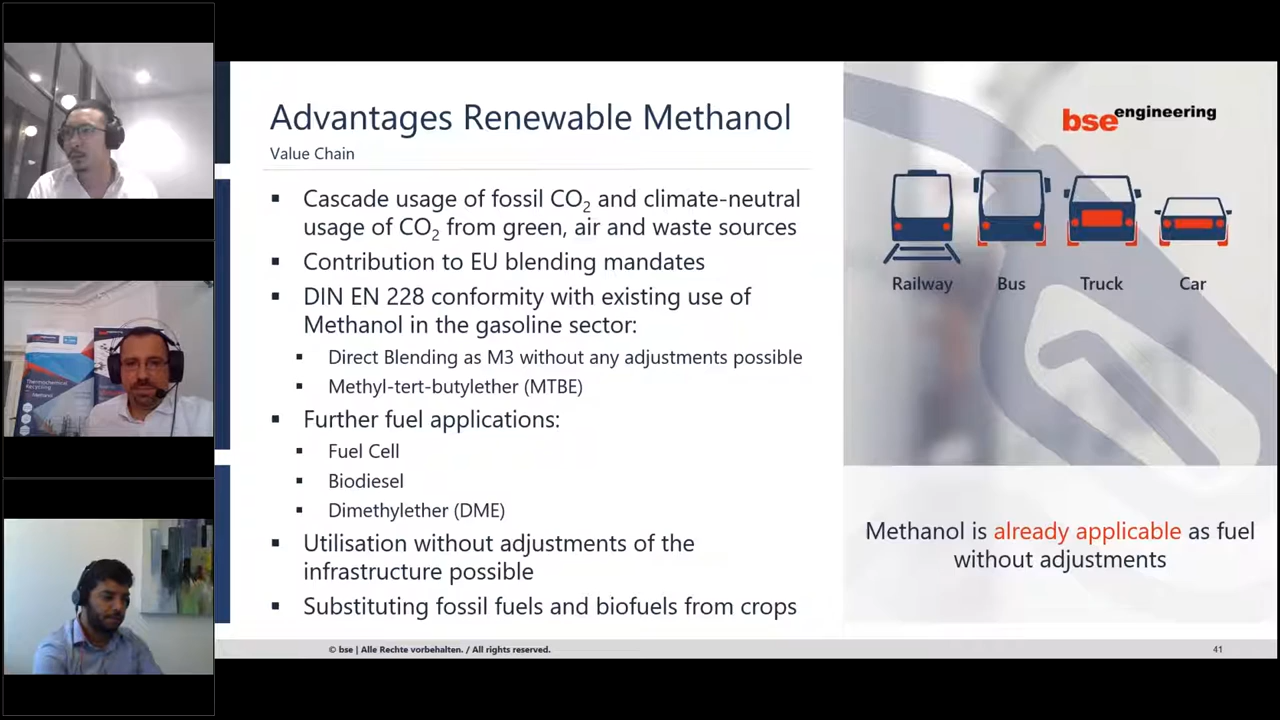 Advantages Renewable Methanol
Value Chain
▪ Cascade usage of fossil CO₂ and climate-neutral
usage of CO₂ from green, air and waste sources
▪ Contribution to EU blending mandates
▪ DIN EN 228 conformity with existing use of
Methanol in the gasoline sector:
▪ Direct Blending as M3 without any adjustments possible
▪ Methyl-tert-butylether (MTBE)
▪ Further fuel applications:
▪ Fuel Cell
▪ Biodiesel
▪ Dimethylether (DME)
▪ Utilisation without adjustments of the
infrastructure possible
▪ Substituting fossil fuels and biofuels from crops
bse engineering
Railway Bus Truck Car
Methanol is already applicable as fuel
without adjustments
© bse | Alle Rechte vorbehalten. / All rights reserved.
41
Thermochemical
Recycling
Methanol